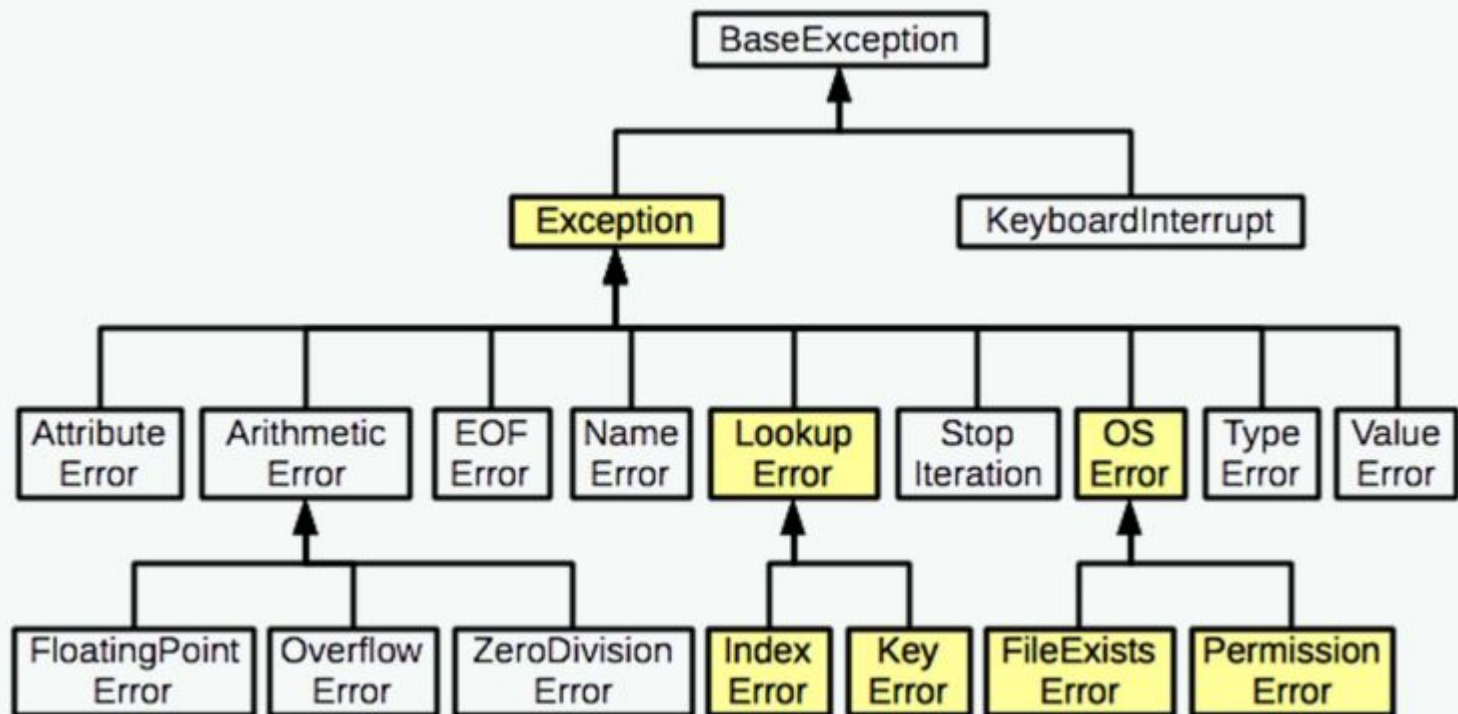 BaseException
Exception
KeyboardInterrupt
Attribute
Error
Arithmetic
Error
EOF
Error
Name
Error
Lookup
Error
Stop
Iteration
OS
Error
Type
Error
Value
Error
FloatingPoint
Error
Overflow
Error
ZeroDivision
Error
Index
Error
Key
Error
FileExists
Error
Permission
Error